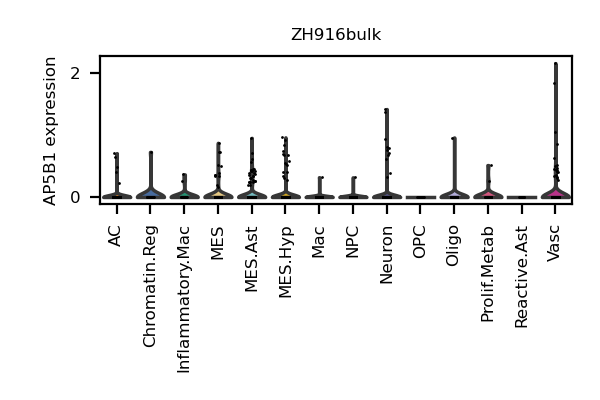 ZH916bulk
AP5B1 expression
2
0
AC
Chromatin.Reg
Inflammatory.Mac
MES
MES.Ast
MES.Hyp
Mac
NPC
Neuron
OPC
Oligo
Prolif.Metab
Reactive.Ast
Vasc